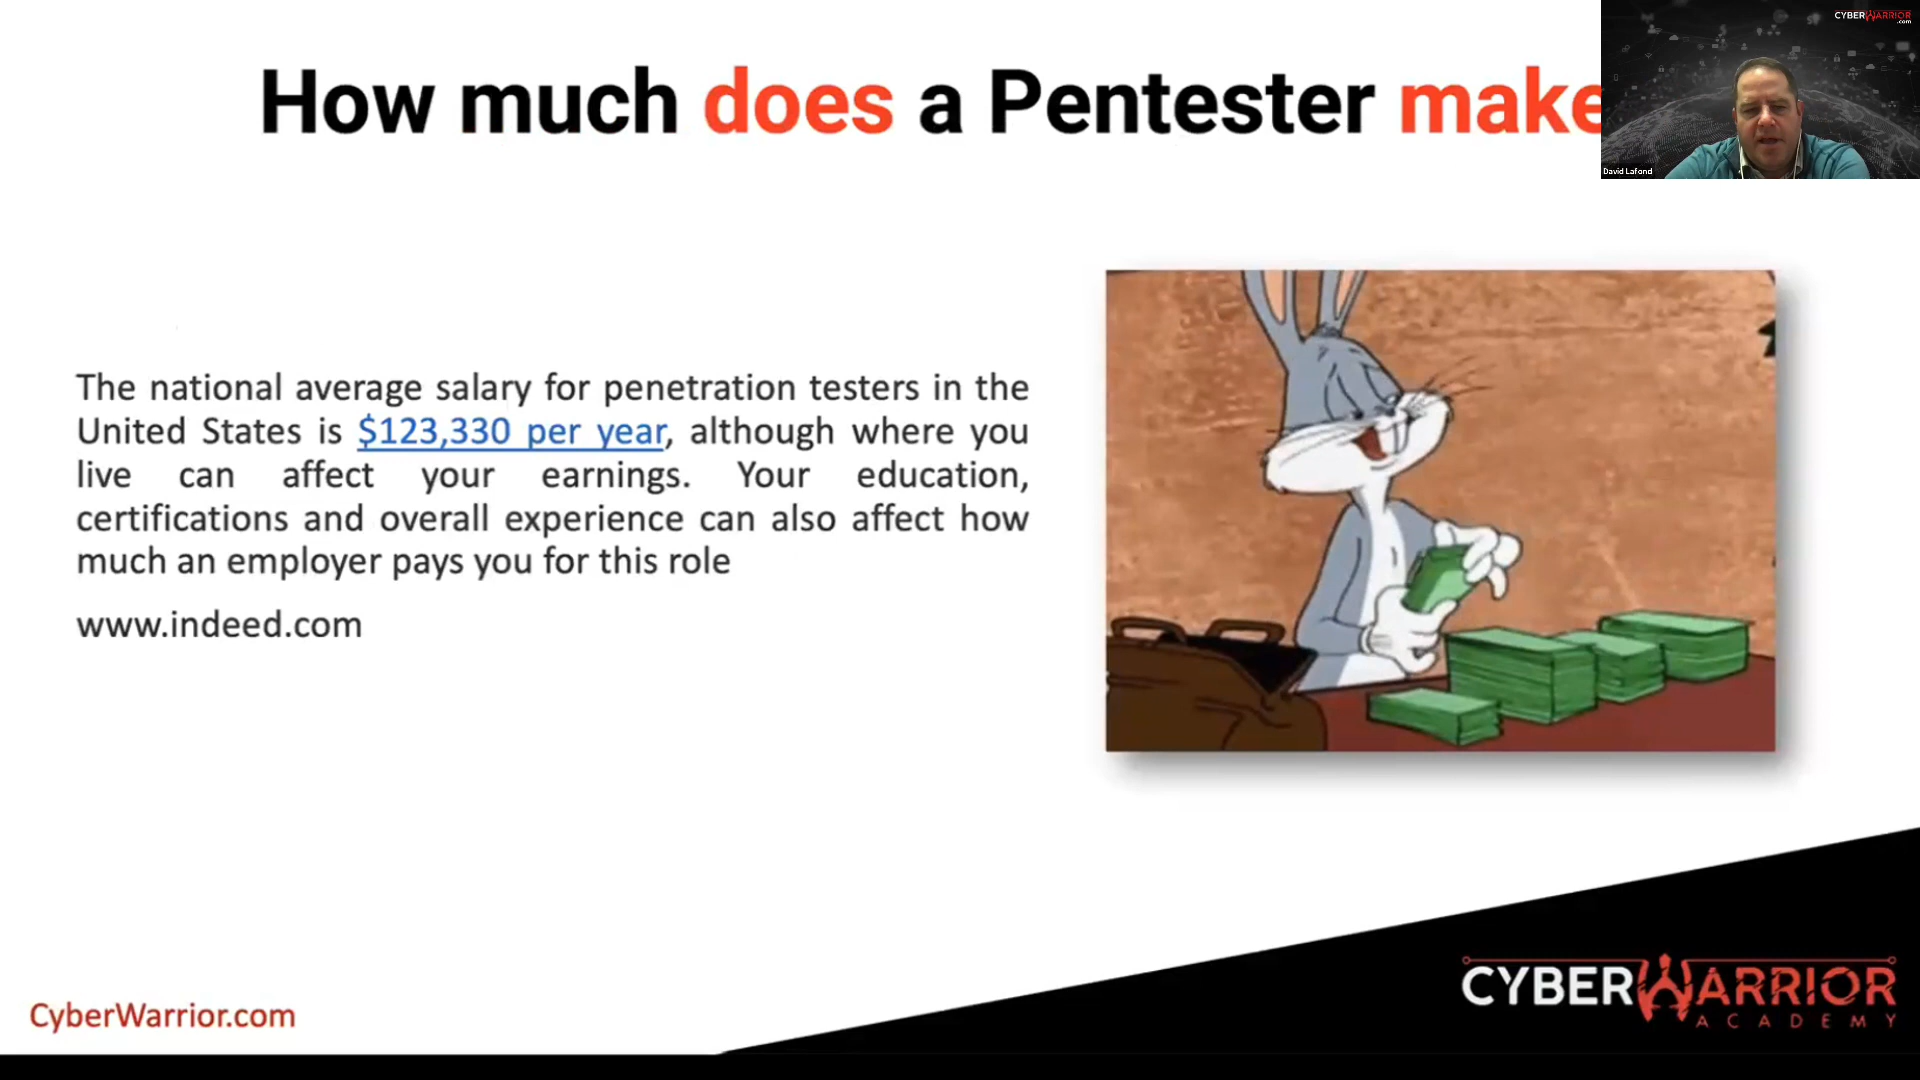 How much does a Pentester make
CYBERWARRIOR
.com
David Lafond
The national average salary for penetration testers in the
United States is $123,330 per year, although where you
live can affect your earnings. Your education,
certifications and overall experience can also affect how
much an employer pays you for this role
www.indeed.com
CyberWarrior.com
CYBERWARRIOR
ACADEMY